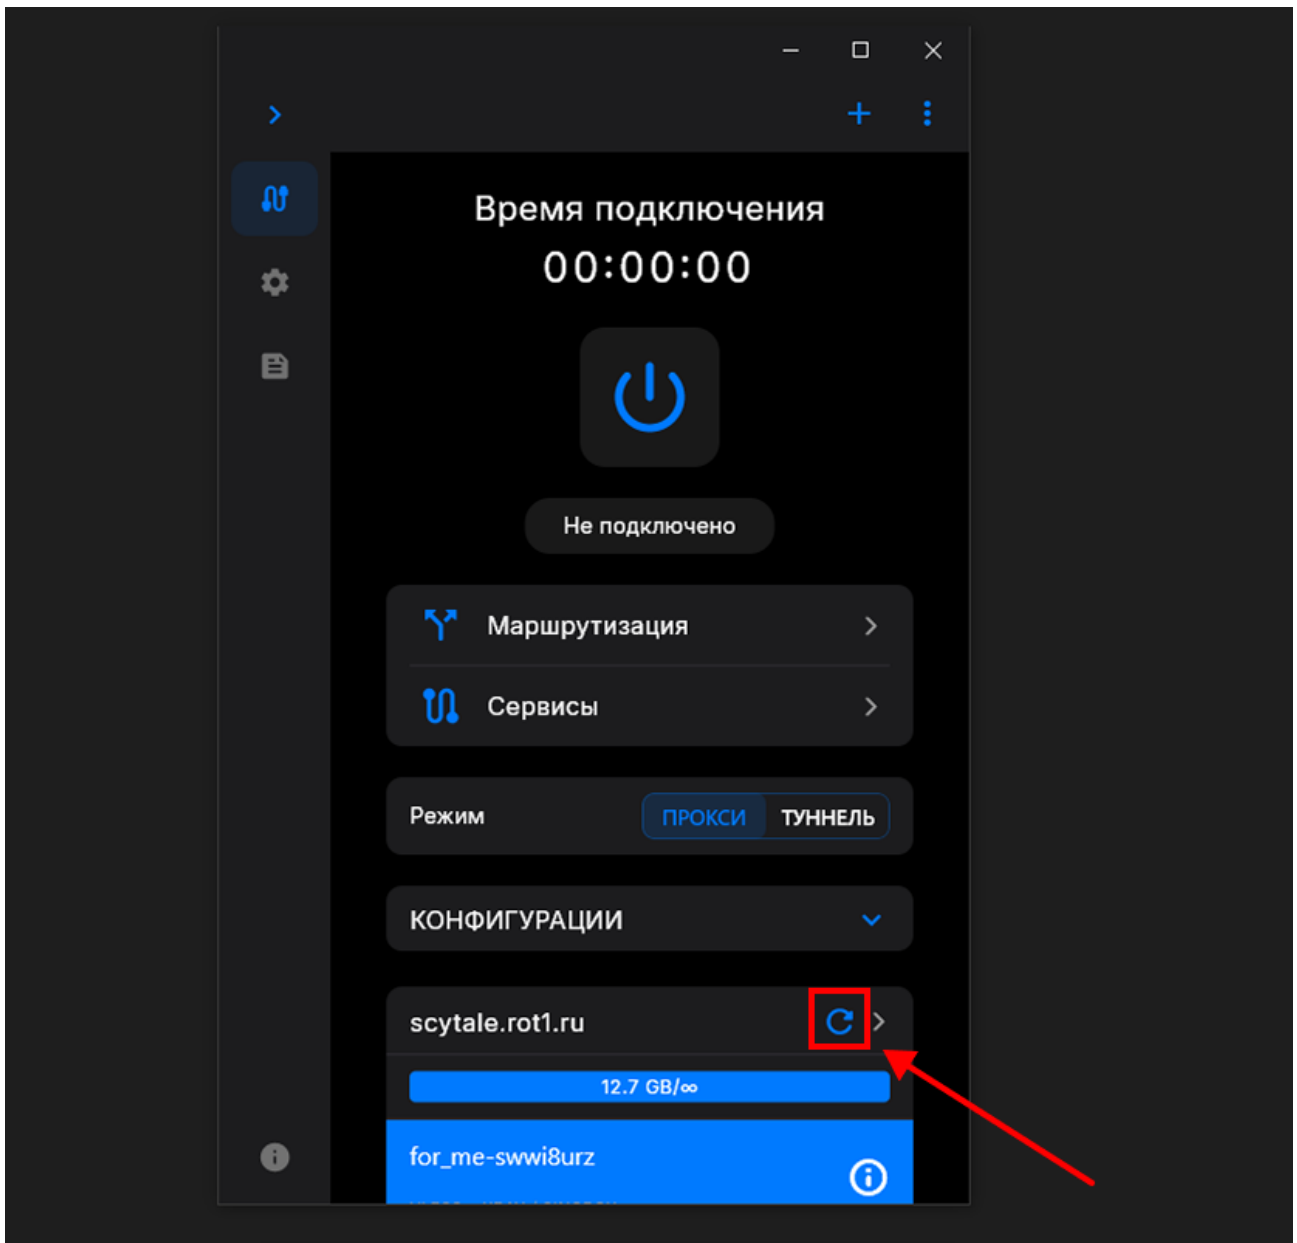 Время подключения
00:00:00
Не подключено
Маршрутизация
Сервисы
Режим
ПРОКСИ ТУННЕЛЬ
КОНФИГУРАЦИИ
scytale.rot1.ru
12.7 GB/∞
for_me-swwi8urz